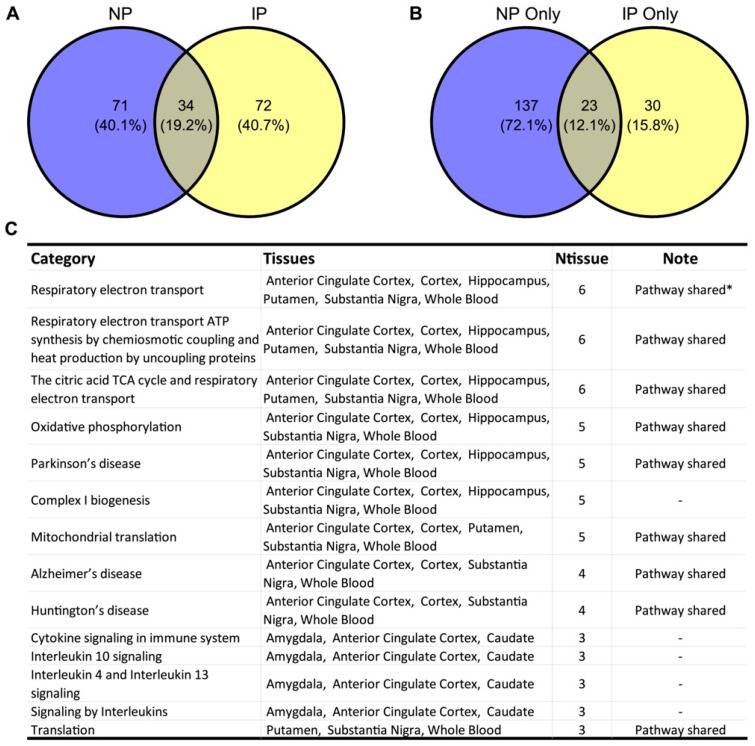 A
NP
IP
71
(40.1%)
34
(19.2%)
72
(40.7%)
B
NP Only
IP Only
137
(72.1%)
23
(12.1%)
30
(15.8%)
C
Category Tissues Ntissue Note
Respiratory electron transport
Anterior Cingulate Cortex, Cortex, Hippocampus,
Putamen, Substantia Nigra, Whole Blood
6
Pathway shared*
Respiratory electron transport ATP
synthesis by chemiosmotic coupling and
heat production by uncoupling proteins
Anterior Cingulate Cortex, Cortex, Hippocampus,
Putamen, Substantia Nigra, Whole Blood
6
Pathway shared
The citric acid TCA cycle and respiratory
electron transport
Anterior Cingulate Cortex, Cortex, Hippocampus,
Putamen, Substantia Nigra, Whole Blood
6
Pathway shared
Oxidative phosphorylation
Anterior Cingulate Cortex, Cortex, Hippocampus,
Substantia Nigra, Whole Blood
5
Pathway shared
Parkinson's disease
Anterior Cingulate Cortex, Cortex, Hippocampus,
Substantia Nigra, Whole Blood
5
Pathway shared
Complex I biogenesis
Anterior Cingulate Cortex, Cortex, Hippocampus,
Substantia Nigra, Whole Blood
5
-
Mitochondrial translation
Anterior Cingulate Cortex, Cortex, Putamen,
Substantia Nigra, Whole Blood
5
Pathway shared
Alzheimer's disease
Anterior Cingulate Cortex, Cortex, Substantia
Nigra, Whole Blood
4
Pathway shared
Huntington's disease
Anterior Cingulate Cortex, Cortex, Substantia
Nigra, Whole Blood
4
Pathway shared
Cytokine signaling in immune system Amygdala, Anterior Cingulate Cortex, Caudate 3 -
Interleukin 10 signaling Amygdala, Anterior Cingulate Cortex, Caudate 3 -
Interleukin 4 and Interleukin 13
signaling
Amygdala, Anterior Cingulate Cortex, Caudate
3
-
Signaling by Interleukins Amygdala, Anterior Cingulate Cortex, Caudate 3 -
Translation Putamen, Substantia Nigra, Whole Blood 3 Pathway shared